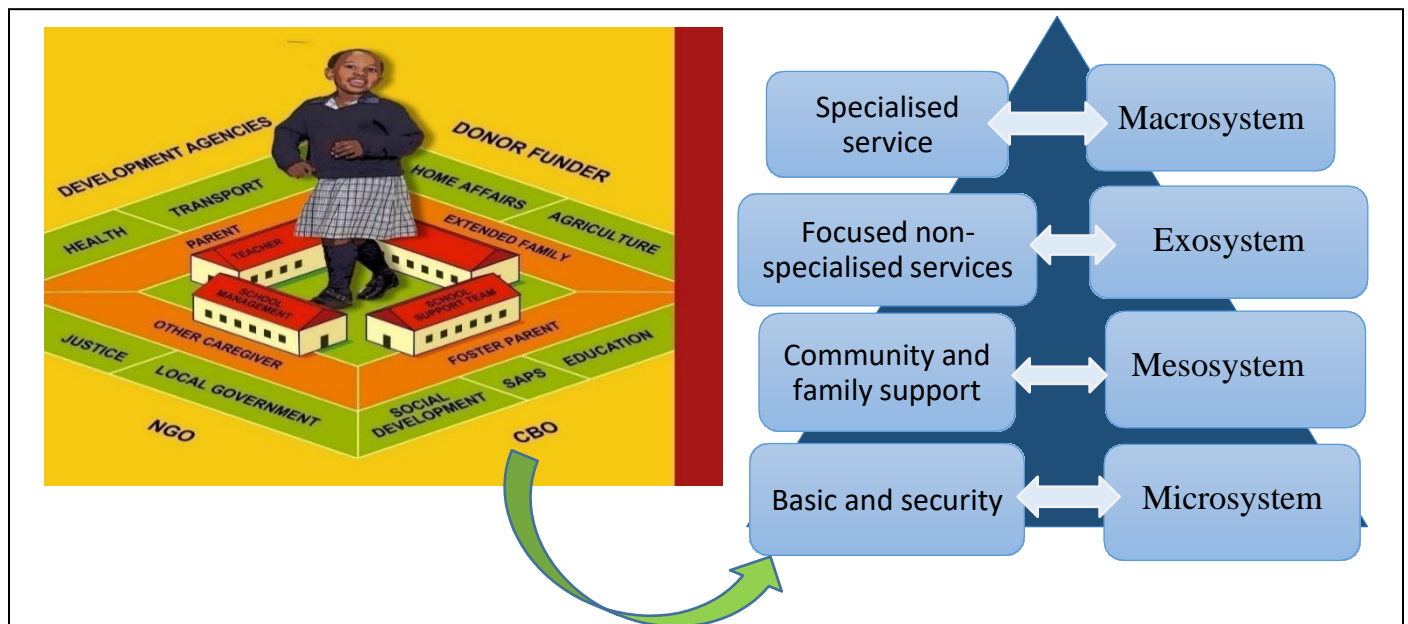 DEVELOPMENT AGENCIES
DONOR FUNDER
HEALTH
TRANSPORT
HOME AFFAIRS
AGRICULTURE
PARENT
EXTENDED FAMILY
TEACHER
SCHOOL
MANAGEMENT
SCHOOL
SUPPORT TEAM
OTHER CAREGIVER
FOSTER PARENT
JUSTICE
LOCAL GOVERNMENT
SOCIAL
DEVELOPMENT
SAPS
EDUCATION
NGO
CBO
Specialised
service
Macrosystem
Focused non-
specialised services
Exosystem
Community and
family support
Mesosystem
Basic and security
Microsystem